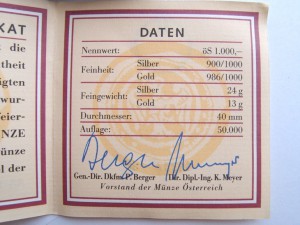 KAT
t die
theit
igten
wur-
eier-
NZE
ünze
l der
DATEN
Nennwert: öS 1.000,–
Feinheit: Silber 900/1000
Gold 986/1000
Feingewicht: Silber 24 g
Gold 13 g
Durchmesser: 40 mm
Auflage: 50.000
Gen.-Dir. Dkfm. P. Berger Dir. Dipl.-Ing. K. Meyer
Vorstand der Münze Österreich